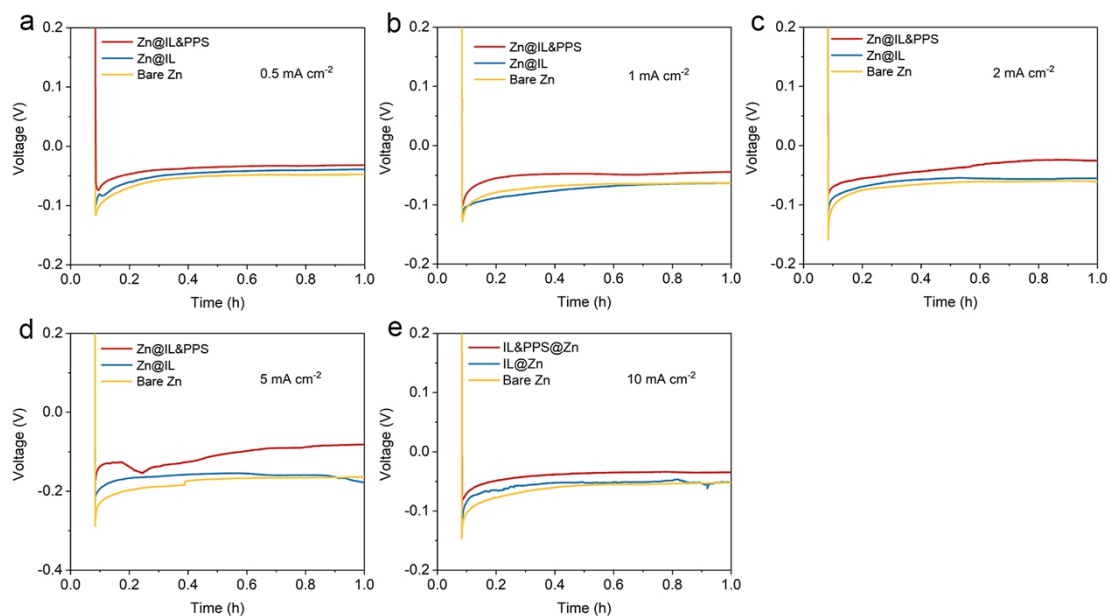 a
0.2
0.1
0.0
-0.1
-0.2
Voltage (V)
Zn@IL&PPS
Zn@IL
Bare Zn
0.5 mA cm⁻²
0.0 0.2 0.4 0.6 0.8 1.0
Time (h)
b
0.2
0.1
0.0
-0.1
-0.2
Voltage (V)
Zn@IL&PPS
Zn@IL
Bare Zn
1 mA cm⁻²
0.0 0.2 0.4 0.6 0.8 1.0
Time (h)
c
0.2
0.1
0.0
-0.1
-0.2
Voltage (V)
Zn@IL&PPS
Zn@IL
Bare Zn
2 mA cm⁻²
0.0 0.2 0.4 0.6 0.8 1.0
Time (h)
d
0.2
0.0
-0.2
-0.4
Voltage (V)
Zn@IL&PPS
Zn@IL
Bare Zn
5 mA cm⁻²
0.0 0.2 0.4 0.6 0.8 1.0
Time (h)
e
0.2
0.1
0.0
-0.1
-0.2
Voltage (V)
IL&PPS@Zn
IL@Zn
Bare Zn
10 mA cm⁻²
0.0 0.2 0.4 0.6 0.8 1.0
Time (h)